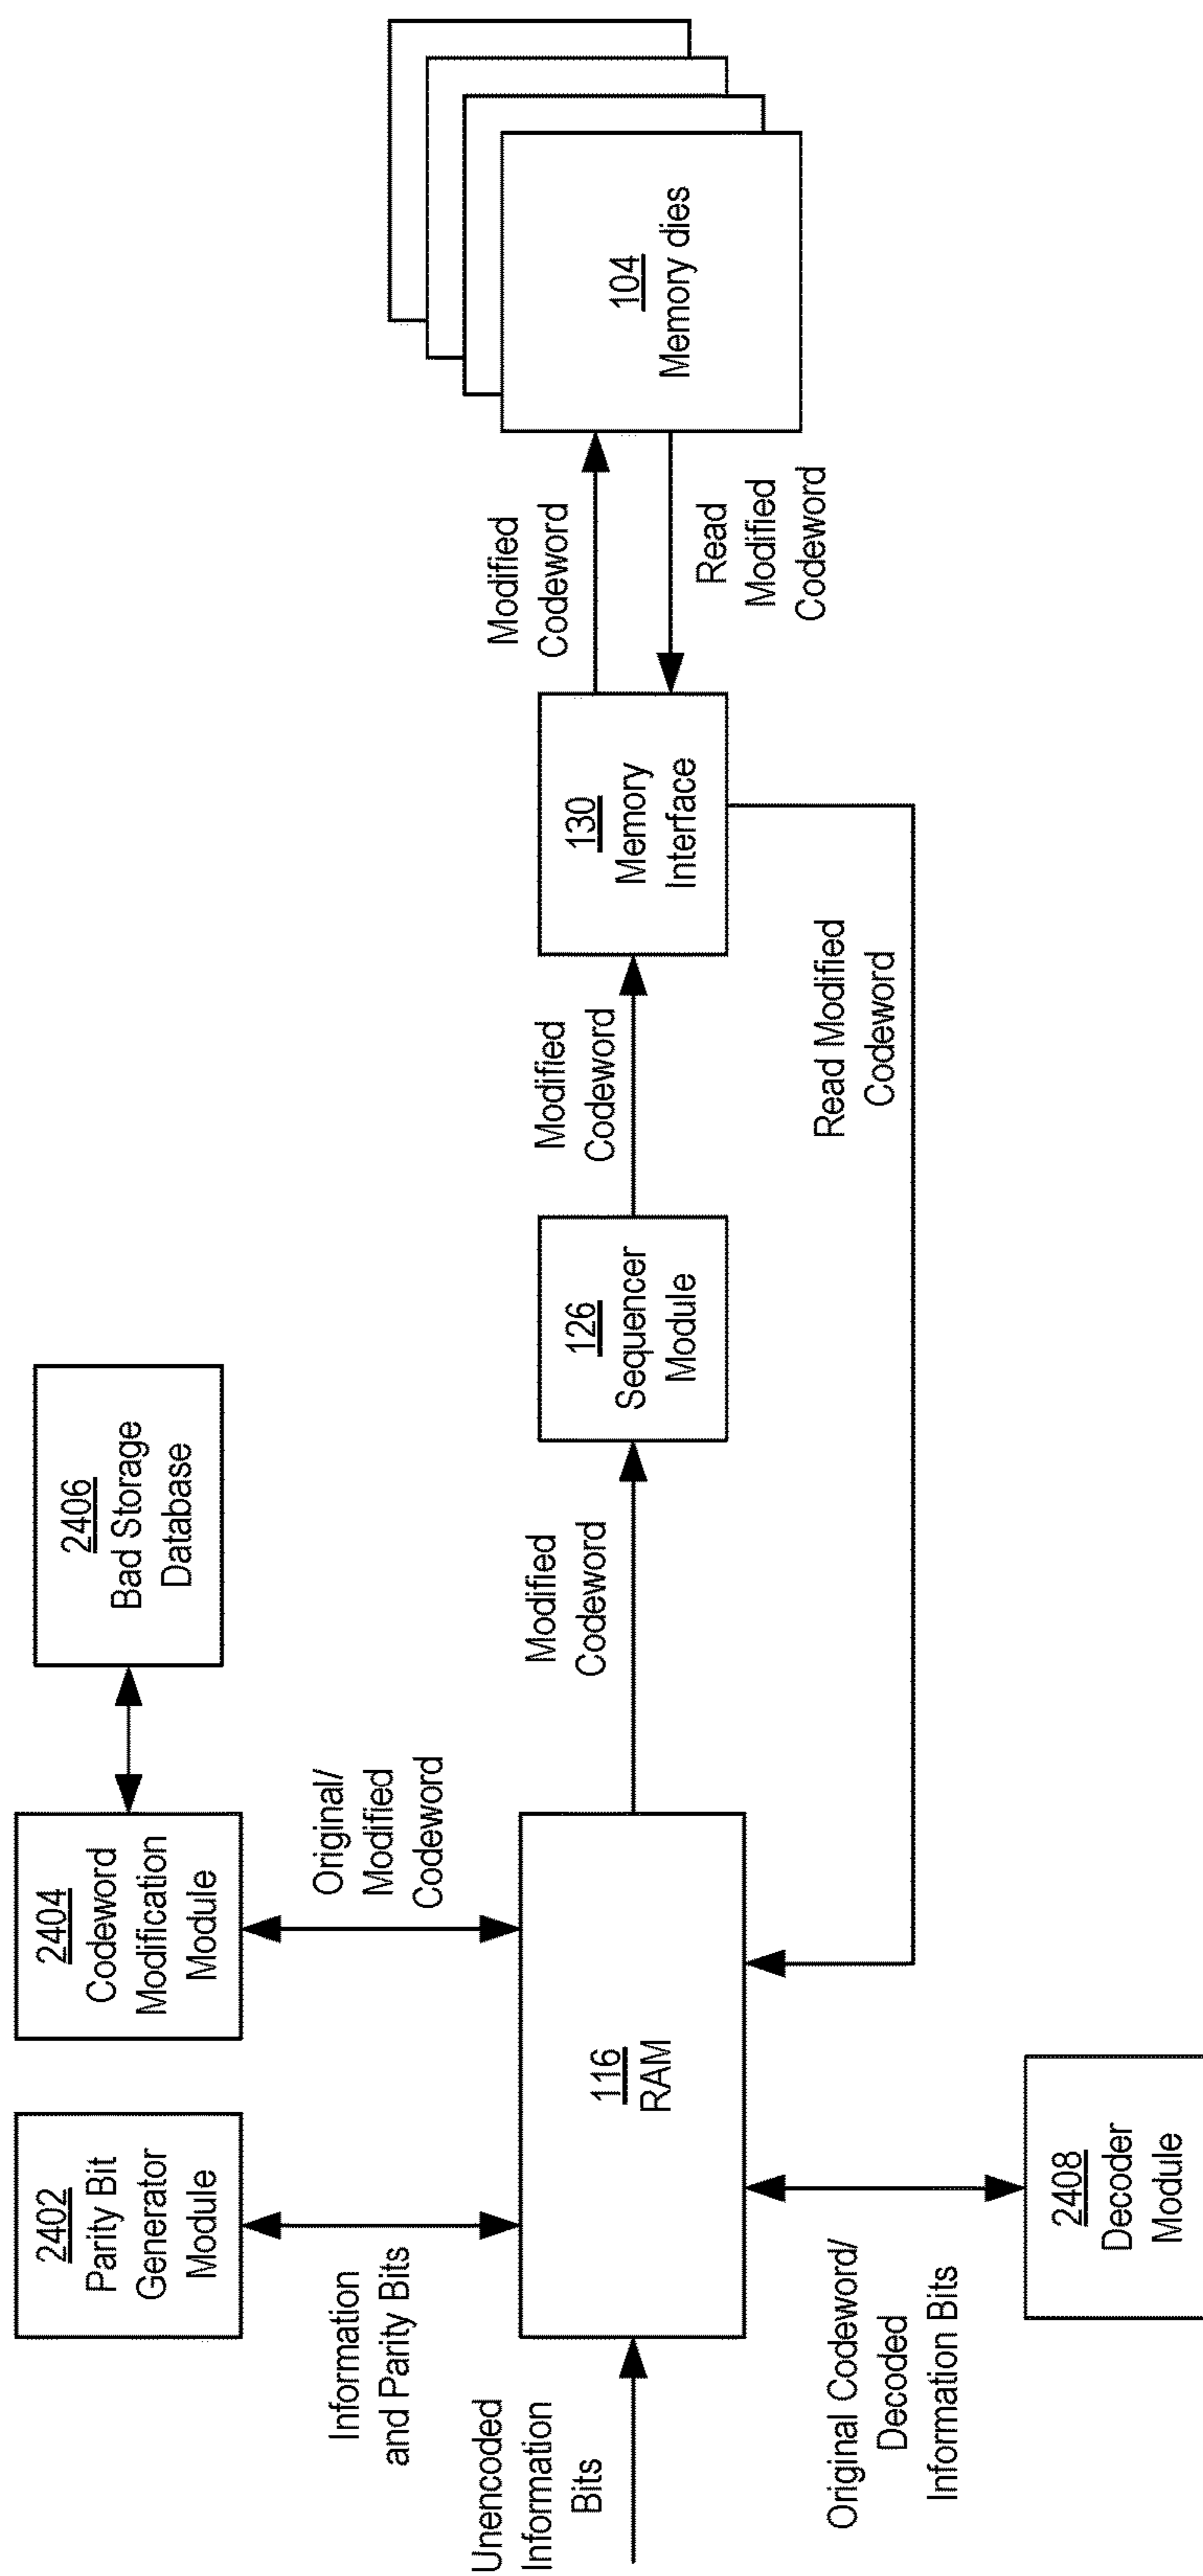 2402
Parity Bit
Generator
Module
2404
Codeword
Modification
Module
2406
Bad Storage
Database
Information
and Parity Bits
Original/
Modified
Codeword
Unencoded
Information
Bits
116
RAM
Modified
Codeword
126
Sequencer
Module
Modified
Codeword
130
Memory
Interface
Modified
Codeword
Read
Modified
Codeword
104
Memory dies
Read Modified
Codeword
Original Codeword/
Decoded
Information Bits
2408
Decoder
Module